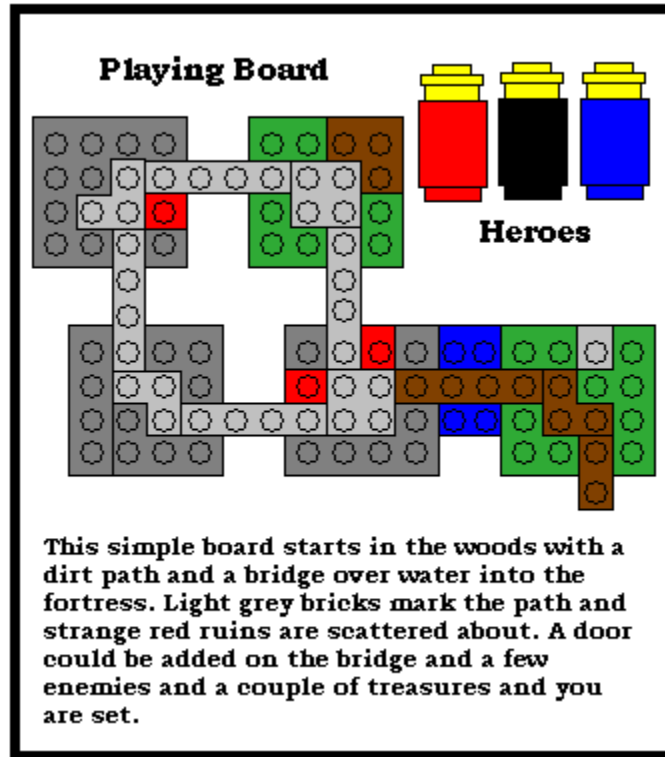 Playing Board
Heroes
This simple board starts in the woods with a
dirt path and a bridge over water into the
fortress. Light grey bricks mark the path and
strange red ruins are scattered about. A door
could be added on the bridge and a few
enemies and a couple of treasures and you
are set.